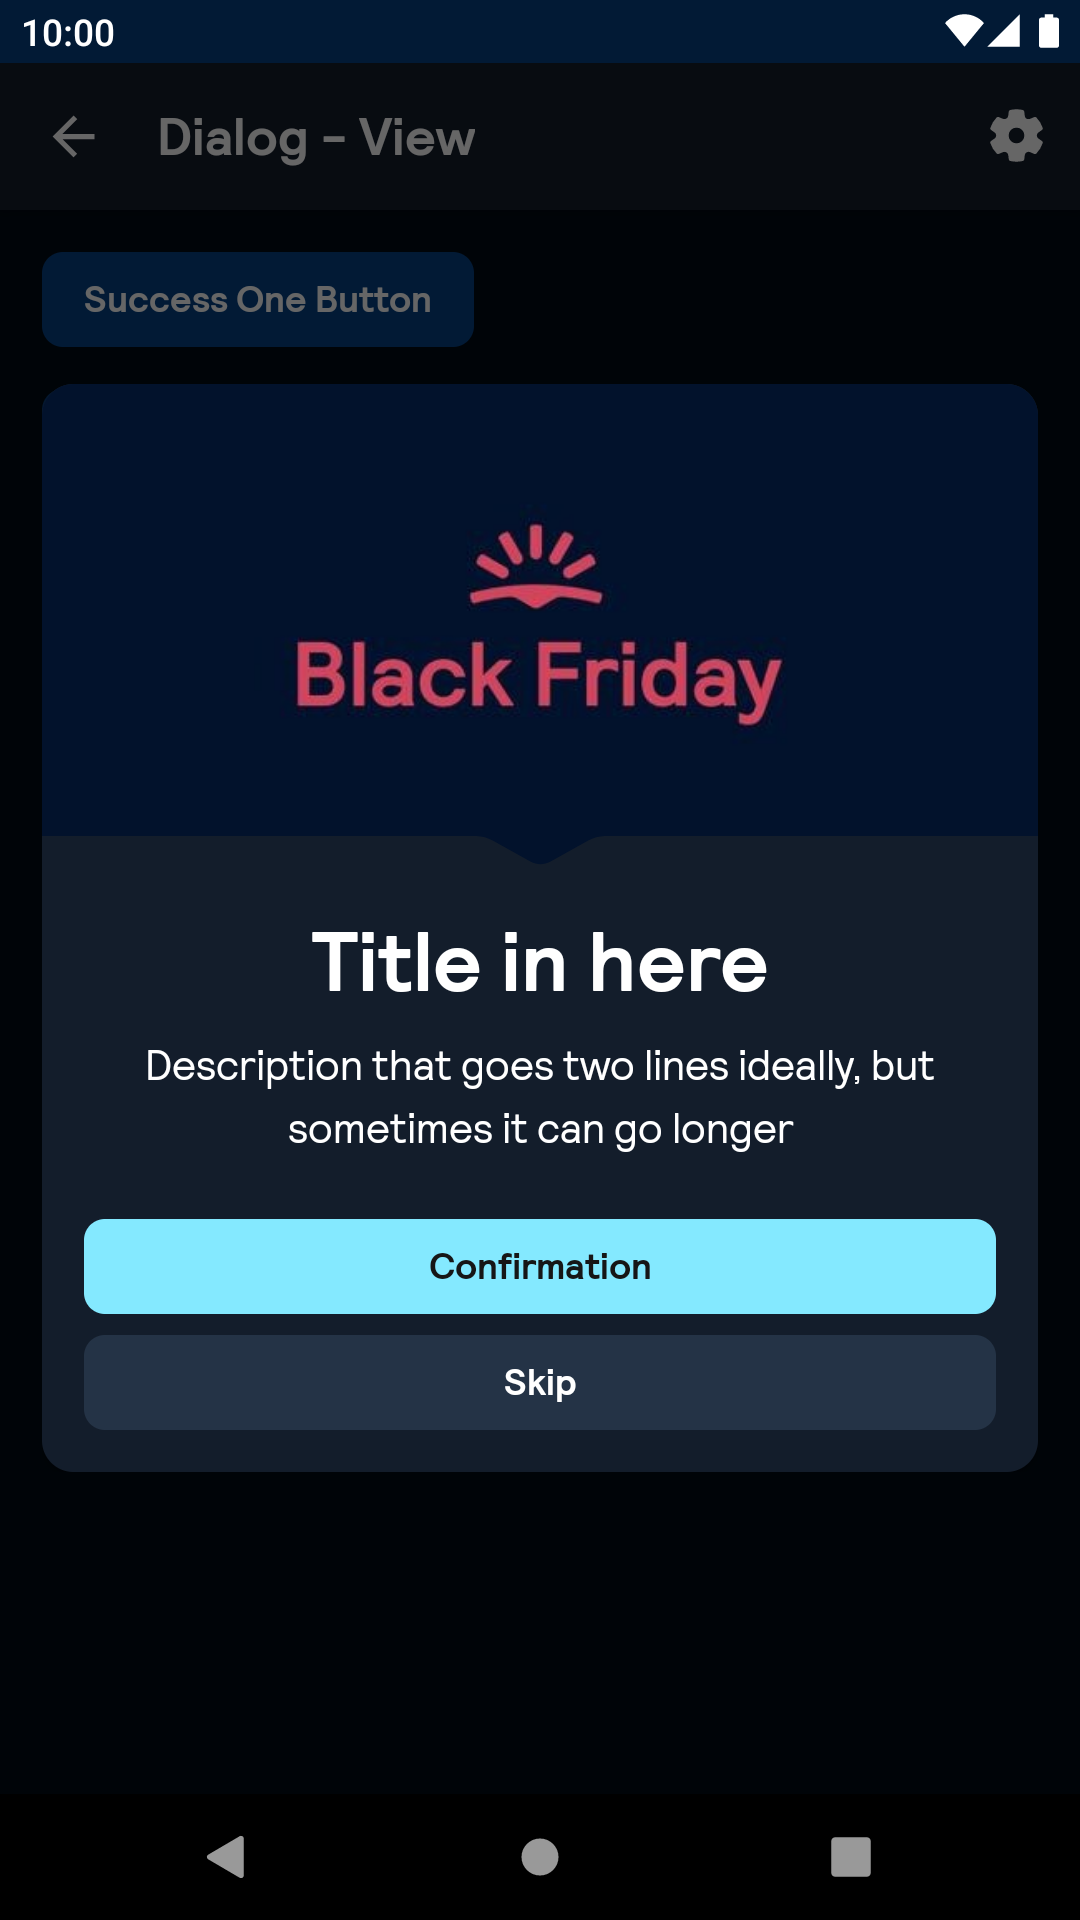 10:00
Dialog - View
Success One Button
Black Friday
Title in here
Description that goes two lines ideally, but
sometimes it can go longer
Confirmation
Skip